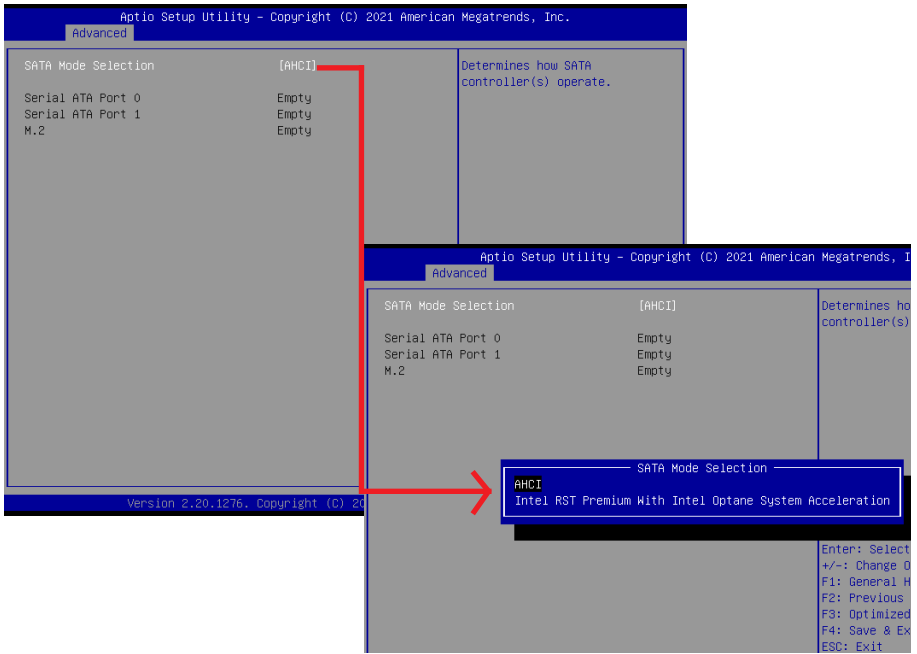 Aptio Setup Utility – Copyright (C) 2021 American Megatrends, Inc.
Advanced
SATA Mode Selection [AHCI]
Serial ATA Port 0 Empty
Serial ATA Port 1 Empty
M.2 Empty
Determines how SATA
controller(s) operate.
Version 2.20.1276. Copyright (C) 20
Aptio Setup Utility – Copyright (C) 2021 American Megatrends, I
Advanced
SATA Mode Selection [AHCI]
Serial ATA Port 0 Empty
Serial ATA Port 1 Empty
M.2 Empty
Determines ho
controller(s)
SATA Mode Selection
AHCI
Intel RST Premium With Intel Optane System Acceleration
Enter: Select
+/-: Change O
F1: General H
F2: Previous
F3: Optimized
F4: Save & Ex
ESC: Exit